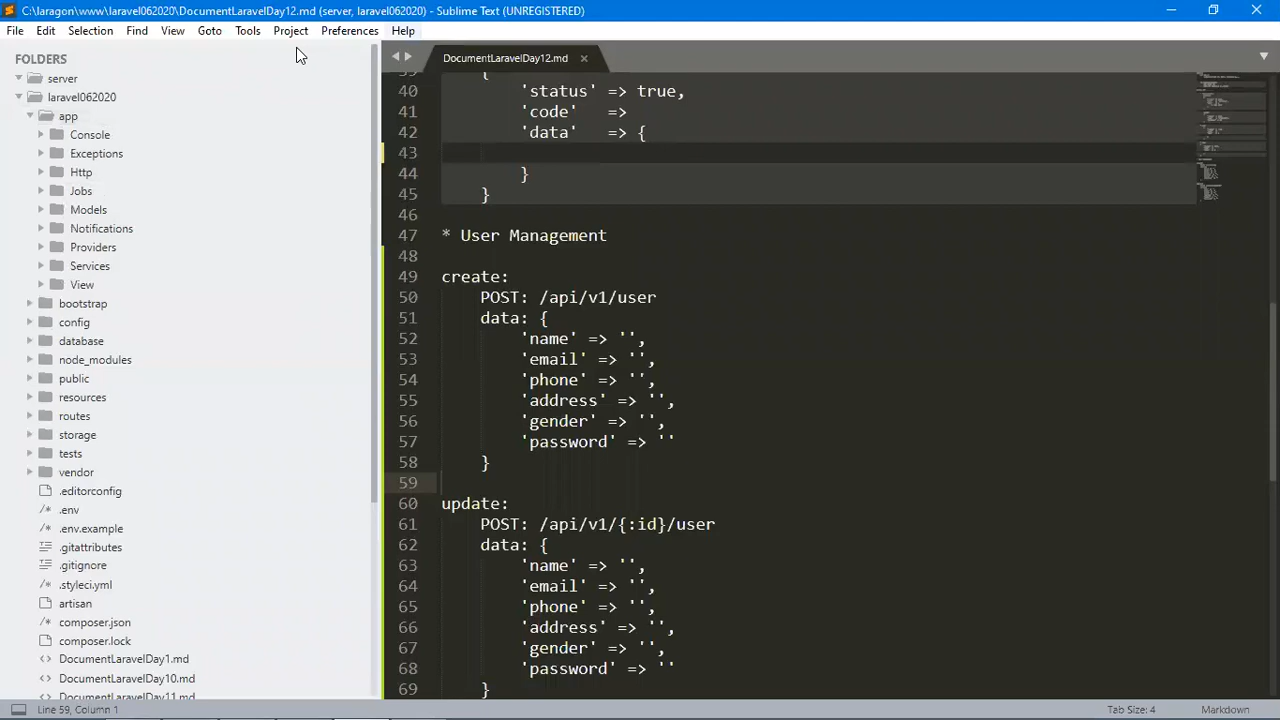 C:\laragon\www\laravel062020\DocumentLaravelDay12.md (server, laravel062020) - Sublime Text (UNREGISTERED)
File Edit Selection Find View Goto Tools Project Preferences Help
FOLDERS
server
laravel062020
app
Console
Exceptions
Http
Jobs
Models
Notifications
Providers
Services
View
bootstrap
config
database
node_modules
public
resources
routes
storage
tests
vendor
.editorconfig
.env
.env.example
.gitattributes
.gitignore
.styleci.yml
artisan
composer.json
composer.lock
DocumentLaravelDay1.md
DocumentLaravelDay10.md
DocumentLaravelDay11.md
DocumentLaravelDay12.md
39 {
40 'status' => true,
41 'code' =>
42 'data' => {
43
44 }
45 }
46
47 * User Management
48
49 create:
50 POST: /api/v1/user
51 data: {
52 'name' => '',
53 'email' => '',
54 'phone' => '',
55 'address' => '',
56 'gender' => '',
57 'password' => ''
58 }
59
60 update:
61 POST: /api/v1/{:id}/user
62 data: {
63 'name' => '',
64 'email' => '',
65 'phone' => '',
66 'address' => '',
67 'gender' => '',
68 'password' => ''
69 }
Line 59, Column 1
Tab Size: 4
Markdown